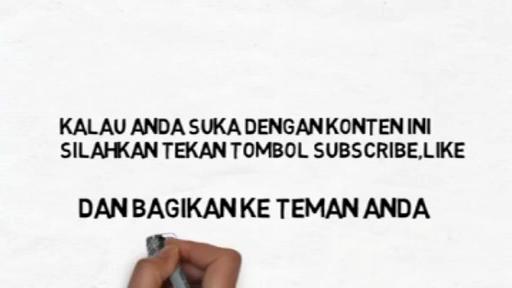 KALAU ANDA SUKA DENGAN KONTEN INI
SILAHKAN TEKAN TOMBOL SUBSCRIBE,LIKE
DAN BAGIKAN KE TEMAN ANDA